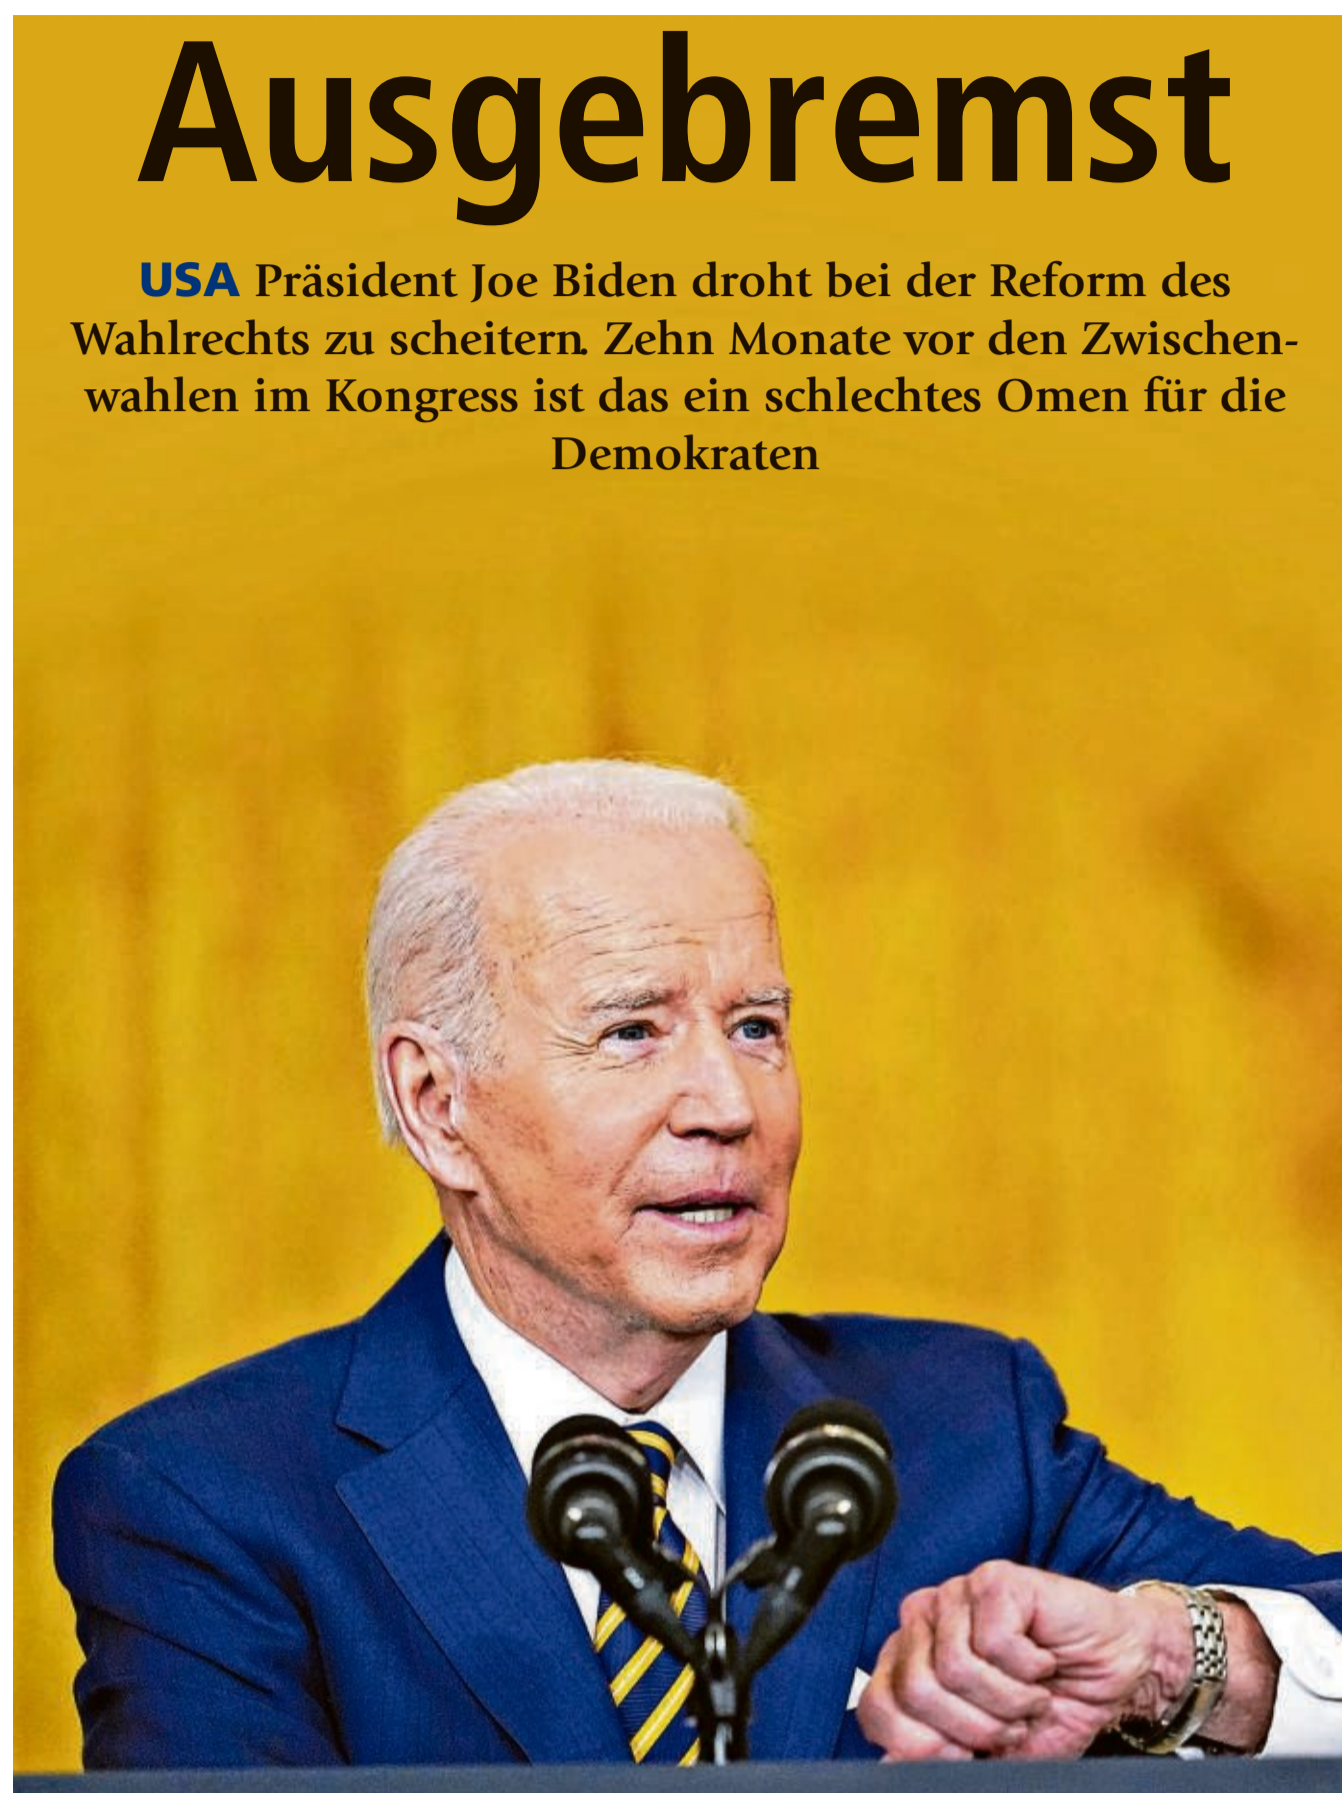 Ausgebremst
USA Präsident Joe Biden droht bei der Reform des
Wahlrechts zu scheitern. Zehn Monate vor den Zwischen-
wahlen im Kongress ist das ein schlechtes Omen für die
Demokraten